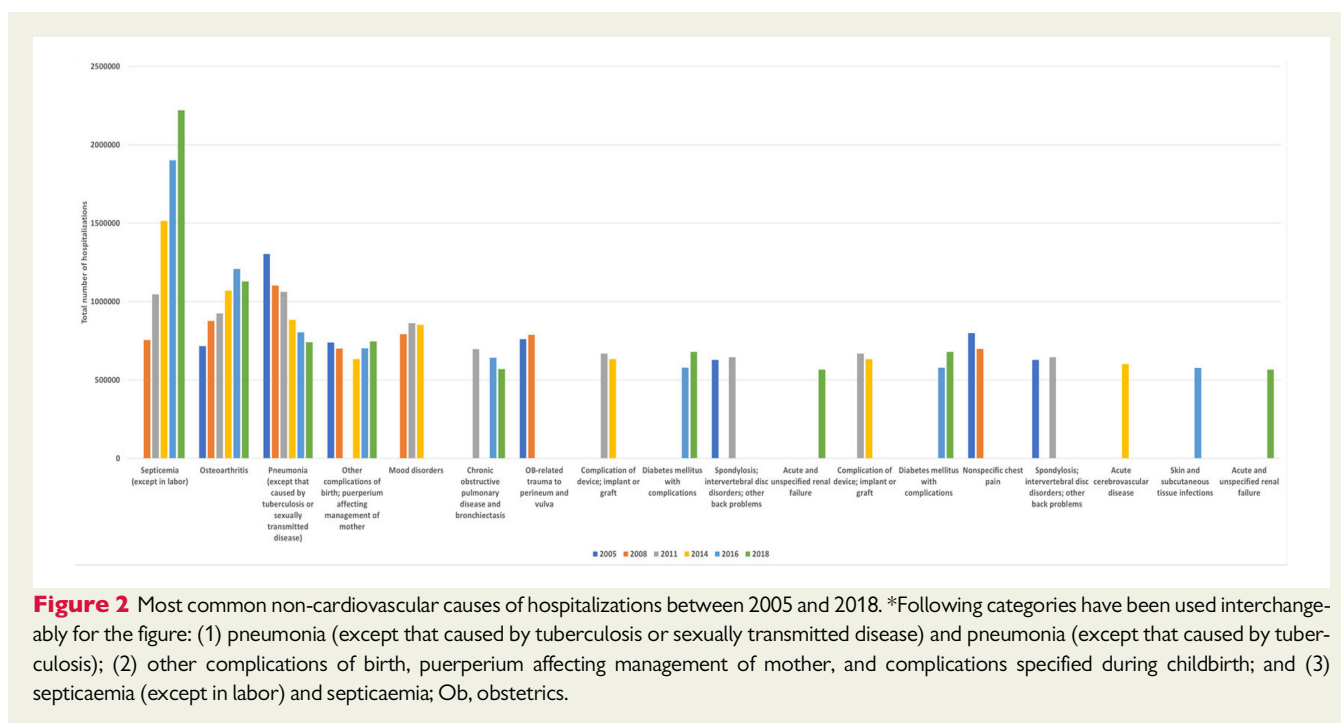 2500000
2000000
1500000
1000000
500000
0
Total number of hospitalizations
Septicemia
(except in labor)
Osteoarthritis
Pneumonia
(except that
caused by
tuberculosis or
sexually
transmitted
disease)
Other
complications of
birth; puerperium
affecting
management of
mother
Mood disorders
Chronic
obstructive
pulmonary
disease and
bronchiectasis
OB-related
trauma to
perineum and
vulva
Complication of
device; implant or
graft
Diabetes mellitus
with
complications
Spondylosis;
intervertebral disc
disorders; other
back problems
Acute and
unspecified renal
failure
Complication of
device; implant or
graft
Diabetes mellitus
with
complications
Nonspecific chest
pain
Spondylosis;
intervertebral disc
disorders; other
back problems
Acute
cerebrovascular
disease
Skin and
subcutaneous
tissue infections
Acute and
unspecified renal
failure
2005 2008 2011 2014 2016 2018
Figure 2 Most common non-cardiovascular causes of hospitalizations between 2005 and 2018. *Following categories have been used interchange-
ably for the figure: (1) pneumonia (except that caused by tuberculosis or sexually transmitted disease) and pneumonia (except that caused by tuber-
culosis); (2) other complications of birth, puerperium affecting management of mother, and complications specified during childbirth; and (3)
septicaemia (except in labor) and septicaemia; Ob, obstetrics.